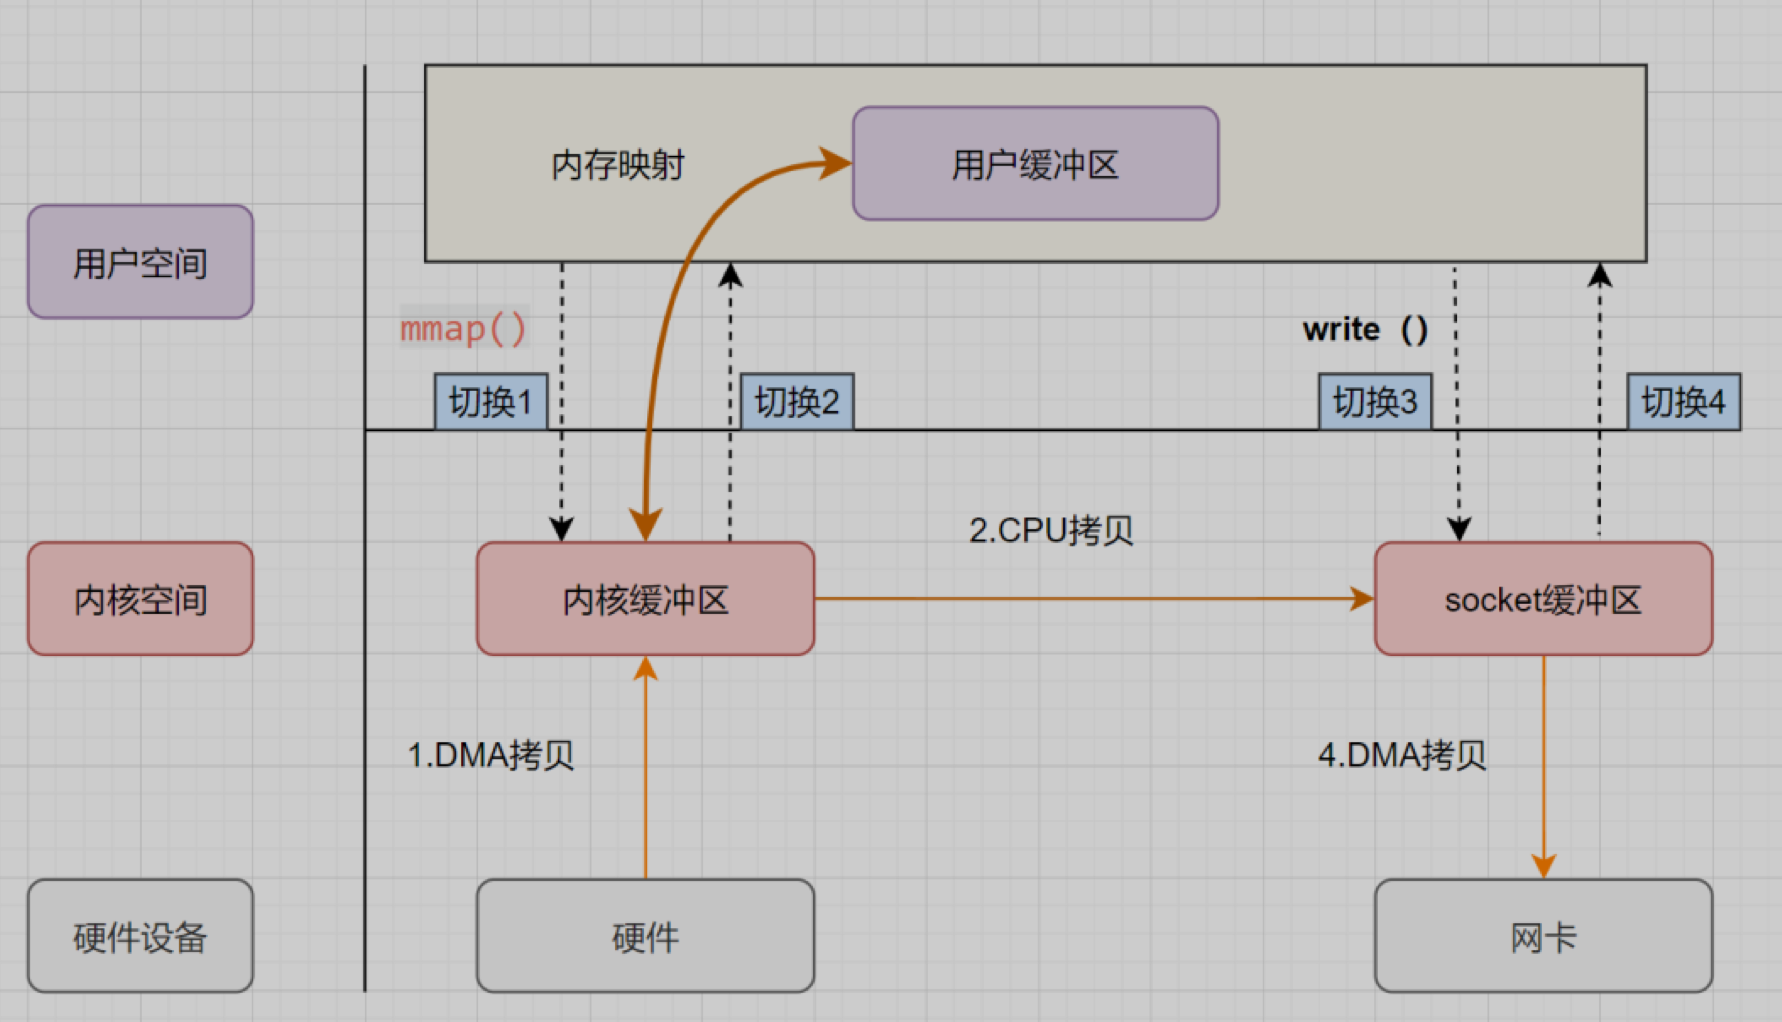 内存映射
用户缓冲区
用户空间
mmap()
write（）
切换1
切换2
切换3
切换4
2.CPU拷贝
内核空间
内核缓冲区
socket缓冲区
1.DMA拷贝
4.DMA拷贝
硬件设备
硬件
网卡